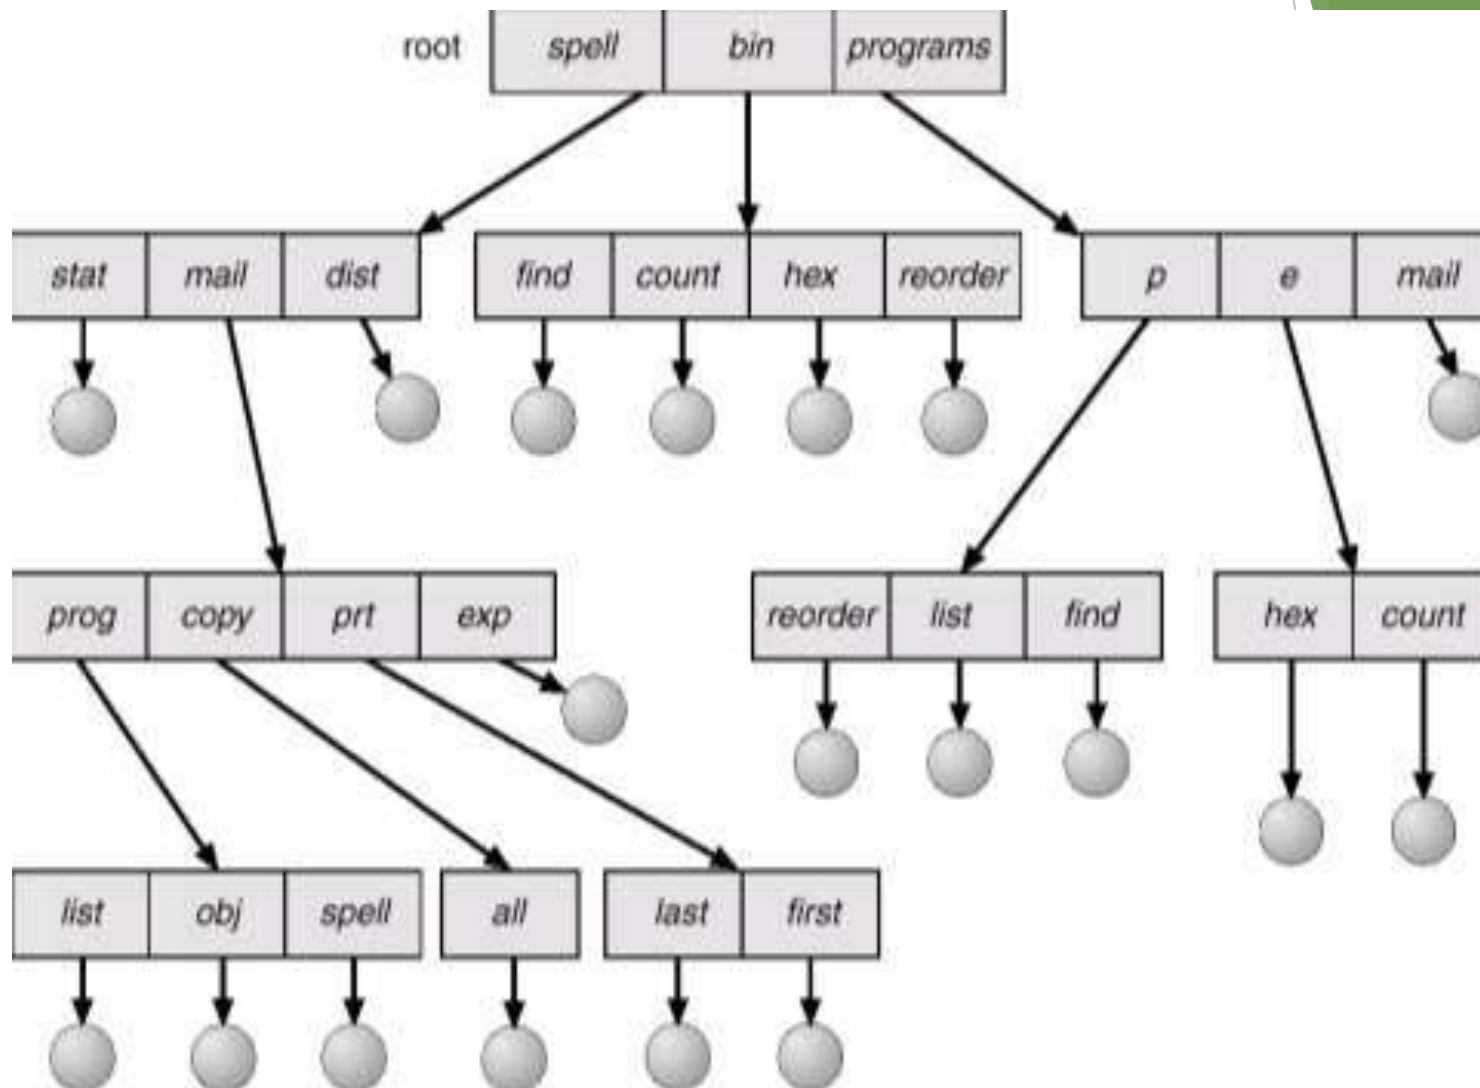 root spell bin programs
stat mail dist find count hex reorder p e mail
prog copy prt exp reorder list find hex count
list obj spell all last first